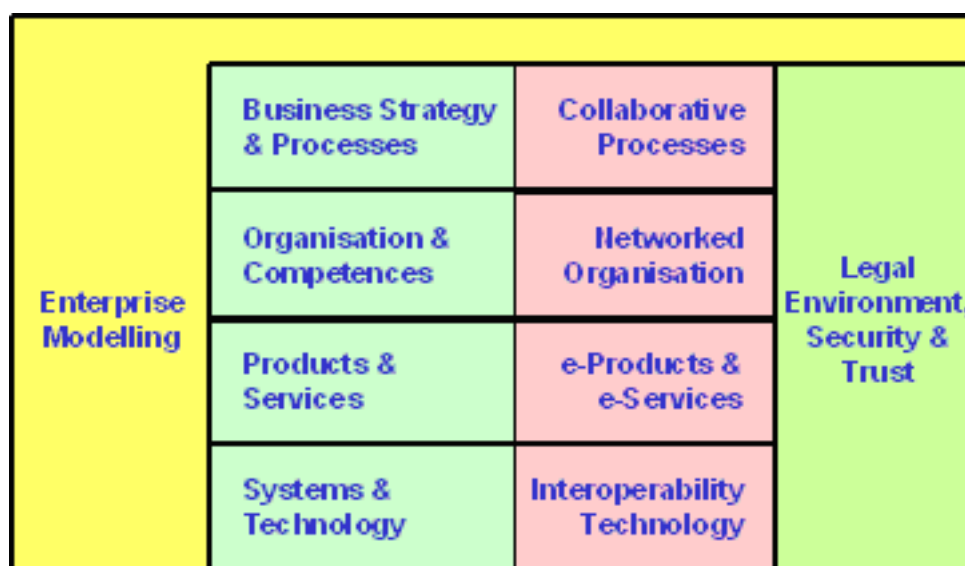 Enterprise
Modelling
Business Strategy
& Processes
Collaborative
Processes
Organisation &
Competences
Networked
Organisation
Products &
Services
e-Products &
e-Services
Systems &
Technology
Interoperability
Technology
Legal
Environment,
Security &
Trust